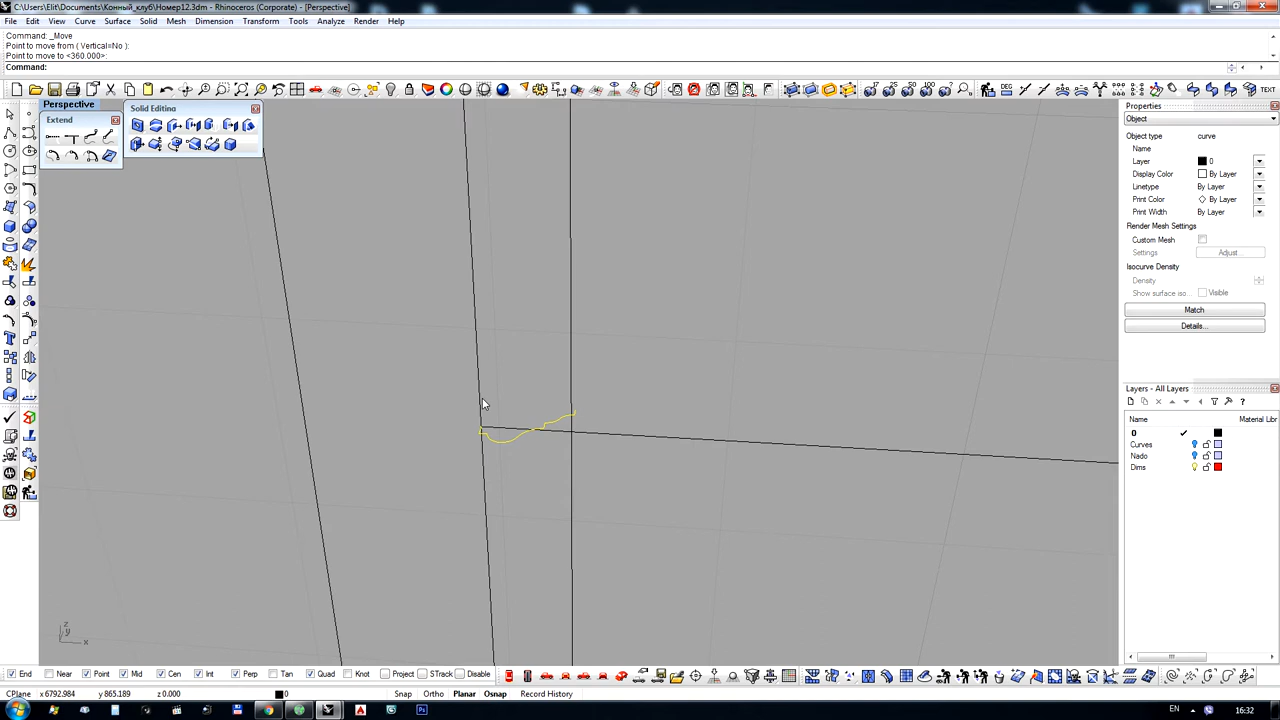 C:\Users\Elit\Documents\Конный_клуб\Номер12.3dm - Rhinoceros (Corporate) - [Perspective]
File Edit View Curve Surface Solid Mesh Dimension Transform Tools Analyze Render Help
Command: _Move
Point to move from ( Vertical=No ):
Point to move to <360.000>:
Command:
TEXT
Perspective
Solid Editing
Extend
Properties
Object
Object type curve
Name
Layer 0
Display Color By Layer
Linetype By Layer
Print Color By Layer
Print Width By Layer
Render Mesh Settings
Custom Mesh
Settings Adjust...
Isocurve Density
Density
Show surface iso... Visible
Match
Details...
Layers - All Layers
Name Material Libr
0
Curves
Nado
Dims
z
y
x
End Near Point Mid Cen Int Perp Tan Quad Knot Project STrack Disable
CPlane x 6792.984 y 865.189 z 0.000 0 Snap Ortho Planar Osnap Record History
EN 16:32